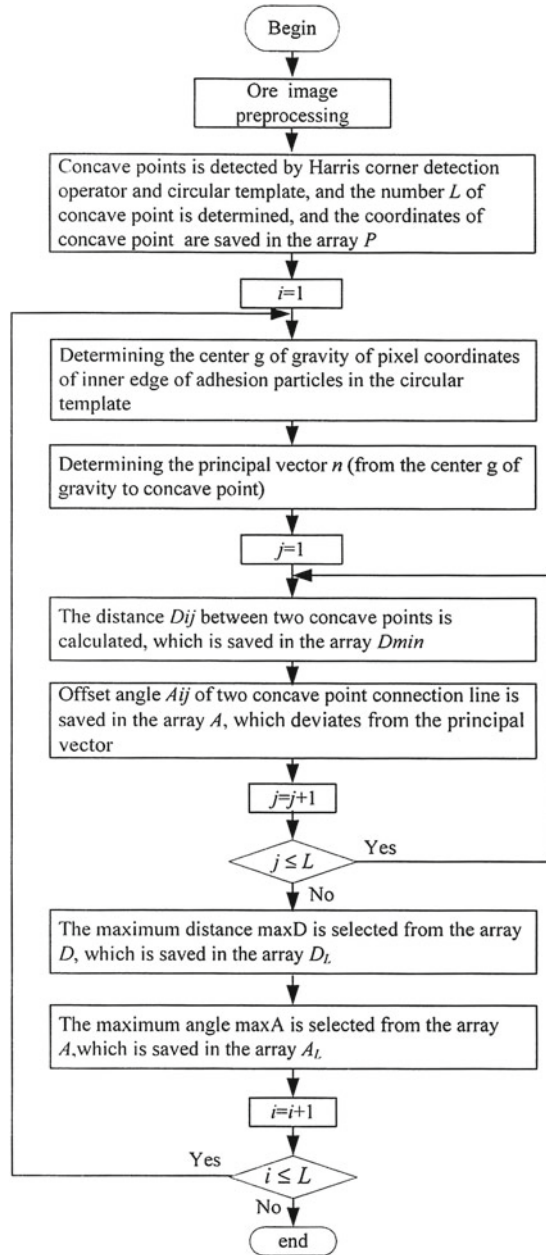 Begin
Ore image
preprocessing
Concave points is detected by Harris corner detection
operator and circular template, and the number L of
concave point is determined, and the coordinates of
concave point are saved in the array P
i=1
Determining the center g of gravity of pixel coordinates
of inner edge of adhesion particles in the circular
template
Determining the principal vector n (from the center g of
gravity to concave point)
j=1
The distance Dij between two concave points is
calculated, which is saved in the array Dmin
Offset angle Aij of two concave point connection line is
saved in the array A, which deviates from the principal
vector
j=j+1
j ≤ L
Yes
No
The maximum distance maxD is selected from the array
D, which is saved in the array D_L
The maximum angle maxA is selected from the array
A,which is saved in the array A_L
i=i+1
Yes
i ≤ L
No
end